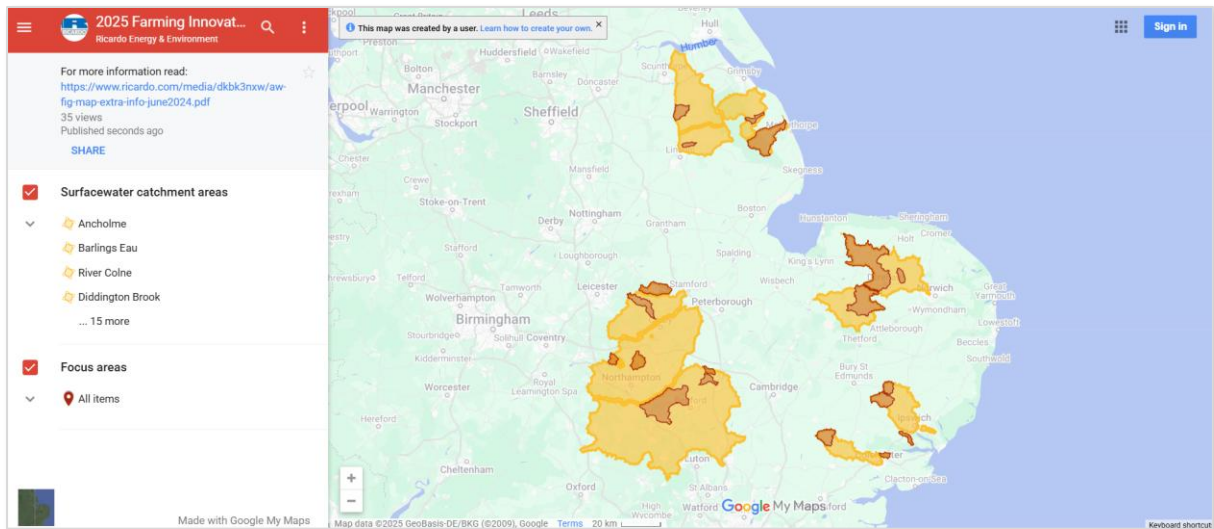 2025 Farming Innovat...
Ricardo Energy & Environment
For more information read:
https://www.ricardo.com/media/dkbk3nxw/aw-
fig-map-extra-info-june2024.pdf
35 views
Published seconds ago
SHARE
Surfacewater catchment areas
Ancholme
Barlings Eau
River Colne
Diddington Brook
... 15 more
Focus areas
All items
Made with Google My Maps
This map was created by a user. Learn how to create your own.
Sign in
Leeds
Hull
Preston
Huddersfield
Wakefield
Humber
Bolton
Barnsley
Doncaster
Grimsby
Manchester
Warrington
Stockport
Sheffield
Chester
Mansfield
Skegness
Crewe
Stoke-on-Trent
Nottingham
Derby
Grantham
Boston
Hunstanton
Sheringham
Holt
Cromer
Stafford
Loughborough
Spalding
King's Lynn
Telford
Tamworth
Leicester
Stamford
Wisbech
Great
Yarmouth
Wolverhampton
Peterborough
Wymondham
Birmingham
Attleborough
Lowestoft
Stourbridge
Solihull
Coventry
Thetford
Beccles
Kidderminster
Southwold
Worcester
Royal
Leamington Spa
Northampton
Cambridge
Bury St
Edmunds
Hereford
Ipswich
Luton
Cheltenham
Clacton-on-Sea
Oxford
St Albans
High
Wycombe
Watford
Google My Maps
Map data ©2025 GeoBasis-DE/BKG (©2009), Google
Terms
20 km
Keyboard shortcut